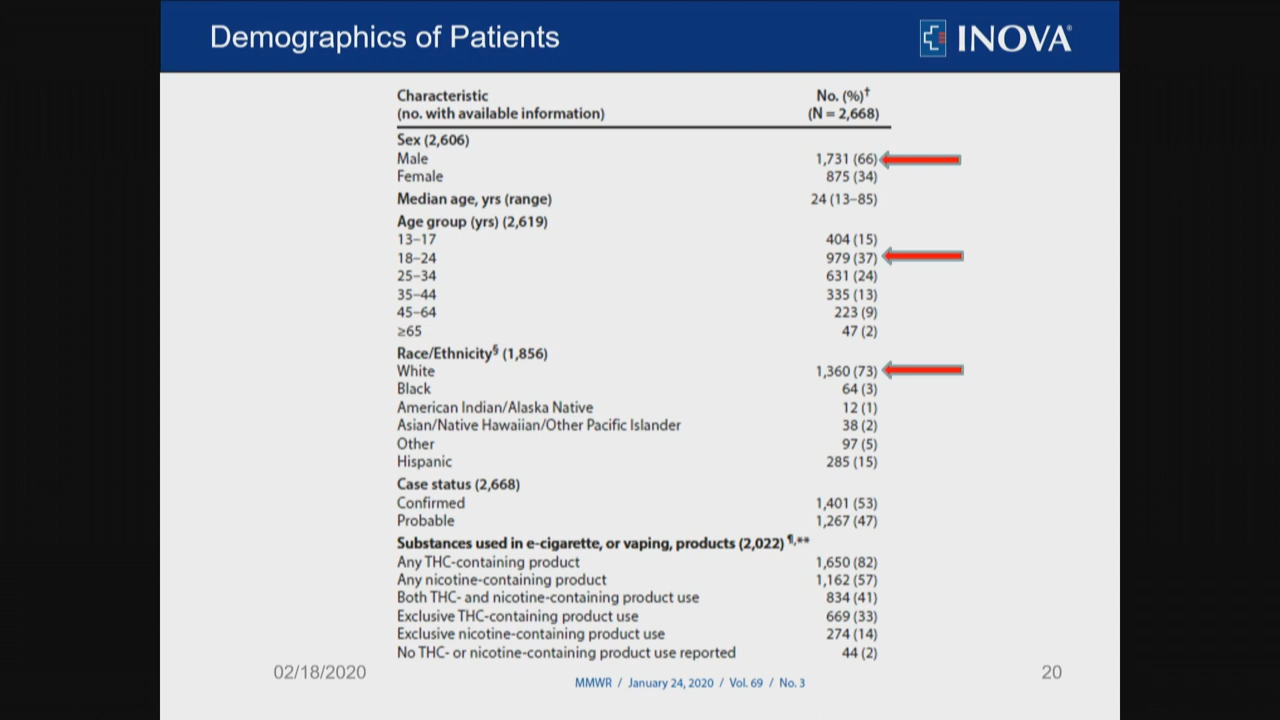 Demographics of Patients
INOVA®
Characteristic No. (%)†
(no. with available information) (N = 2,668)
Sex (2,606)
Male 1,731 (66)
Female 875 (34)
Median age, yrs (range) 24 (13–85)
Age group (yrs) (2,619)
13–17 404 (15)
18–24 979 (37)
25–34 631 (24)
35–44 335 (13)
45–64 223 (9)
≥65 47 (2)
Race/Ethnicity§ (1,856)
White 1,360 (73)
Black 64 (3)
American Indian/Alaska Native 12 (1)
Asian/Native Hawaiian/Other Pacific Islander 38 (2)
Other 97 (5)
Hispanic 285 (15)
Case status (2,668)
Confirmed 1,401 (53)
Probable 1,267 (47)
Substances used in e-cigarette, or vaping, products (2,022) ¶,**
Any THC-containing product 1,650 (82)
Any nicotine-containing product 1,162 (57)
Both THC- and nicotine-containing product use 834 (41)
Exclusive THC-containing product use 669 (33)
Exclusive nicotine-containing product use 274 (14)
No THC- or nicotine-containing product use reported 44 (2)
02/18/2020
MMWR / January 24, 2020 / Vol. 69 / No. 3
20